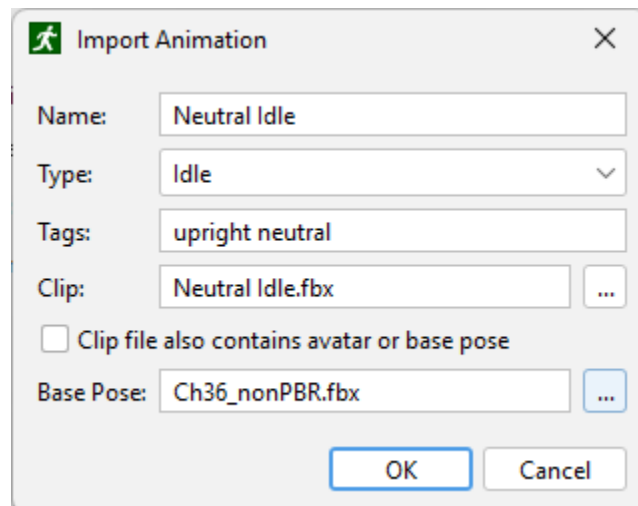 Import Animation
Name: Neutral Idle
Type: Idle
Tags: upright neutral
Clip: Neutral Idle.fbx ...
Clip file also contains avatar or base pose
Base Pose: Ch36_nonPBR.fbx ...
OK Cancel